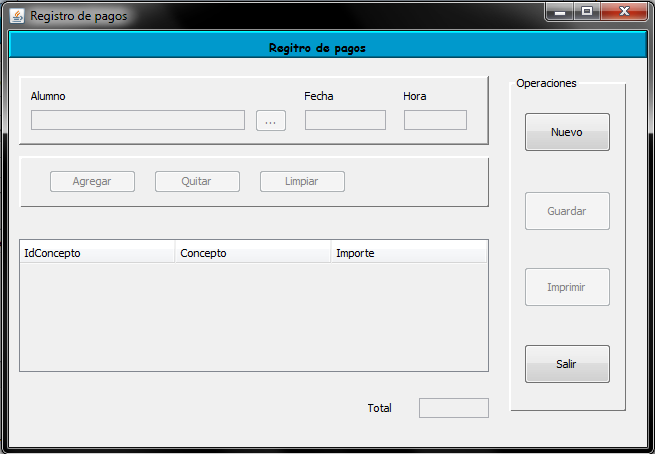 Registro de pagos
Regitro de pagos
Alumno
Fecha
Hora
...
Agregar
Quitar
Limpiar
IdConcepto
Concepto
Importe
Total
Operaciones
Nuevo
Guardar
Imprimir
Salir